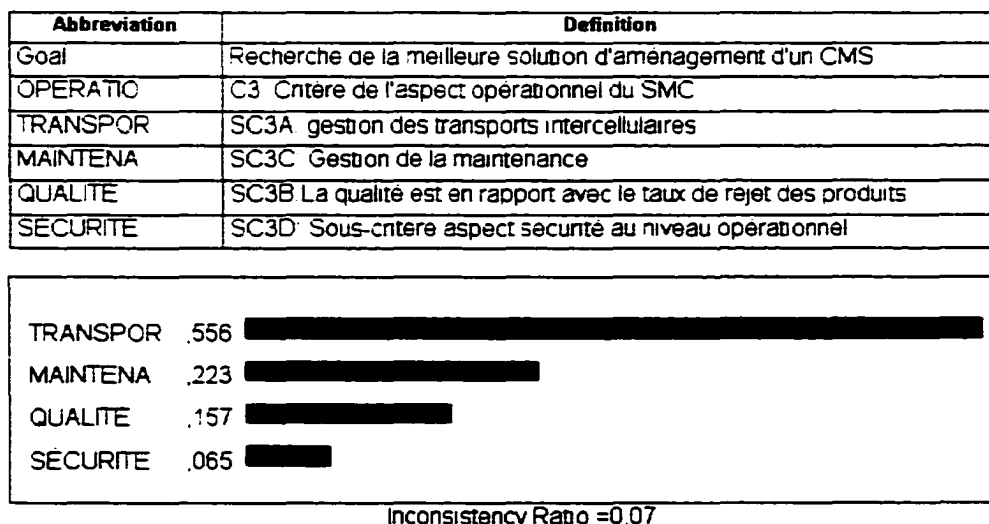 Abbreviation Definition
Goal Recherche de la meilleure solution d'aménagement d'un CMS
OPERATIO C3 Critère de l'aspect opérationnel du SMC
TRANSPOR SC3A gestion des transports intercellulaires
MAINTENA SC3C Gestion de la maintenance
QUALITE SC3B La qualité est en rapport avec le taux de rejet des produits
SÉCURITE SC3D: Sous-critère aspect sécurité au niveau opérationnel
TRANSPOR ,556
MAINTENA ,223
QUALITE ,157
SÉCURITE ,065
Inconsistency Ratio =0.07